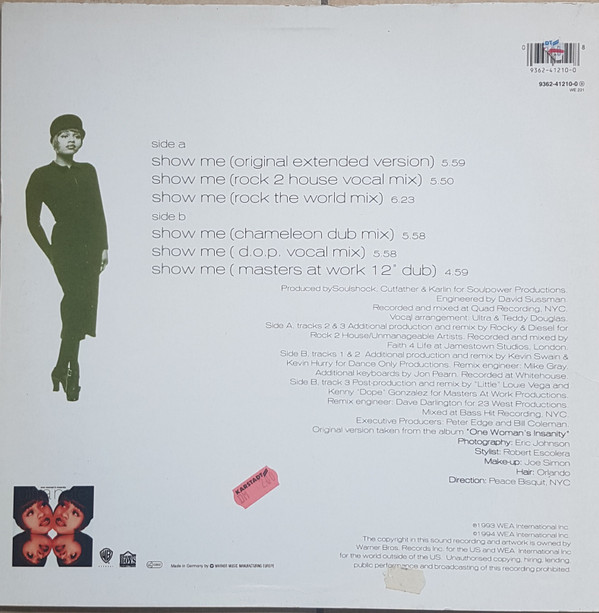 9362-41210-0
9362-41210-0
WE 331
side a
show me (original extended version) 5.59
show me (rock 2 house vocal mix) 5.50
show me (rock the world mix) 6.23
side b
show me (chameleon dub mix) 5.58
show me ( d.o.p. vocal mix) 5.58
show me ( masters at work 12" dub) 4.59
Produced by Soulshock, Cutfather & Karlin for Soulpower Productions.
Engineered by David Sussman.
Recorded and mixed at Quad Recording, NYC.
Vocal arrangement: Ultra & Teddy Douglas.
Side A, tracks 2 & 3 Additional production and remix by Rocky & Diesel for
Rock 2 House/Unmanageable Artists. Recorded and mixed by
Faith 4 Life at Jamestown Studios, London.
Side B, tracks 1 & 2 Additional production and remix by Kevin Swain &
Kevin Hurry for Dance Only Productions. Remix engineer: Mike Gray.
Additional keyboards by Jon Pearn. Recorded at Whitehouse.
Side B, track 3 Post-production and remix by "Little" Louie Vega and
Kenny "Dope" Gonzalez for Masters At Work Productions.
Remix engineer: Dave Darlington for 23 West Productions.
Mixed at Bass Hit Recording, NYC.
Executive Producers: Peter Edge and Bill Coleman.
Original version taken from the album "One Woman's Insanity"
Photography: Eric Johnson
Stylist: Robert Escolera
Make-up: Joe Simon
Hair: Orlando
Direction: Peace Bisquit, NYC
KARSTADT
℗1993 WEA International Inc.
©1994 WEA International Inc.
The copyright in this sound recording and artwork is owned by
Warner Bros. Records Inc. for the US and WEA International Inc.
for the world outside of the US. Unauthorised copying, hiring, lending,
public performance and broadcasting of this recording prohibited.
Made in Germany by WARNER MUSIC MANUFACTURING EUROPE